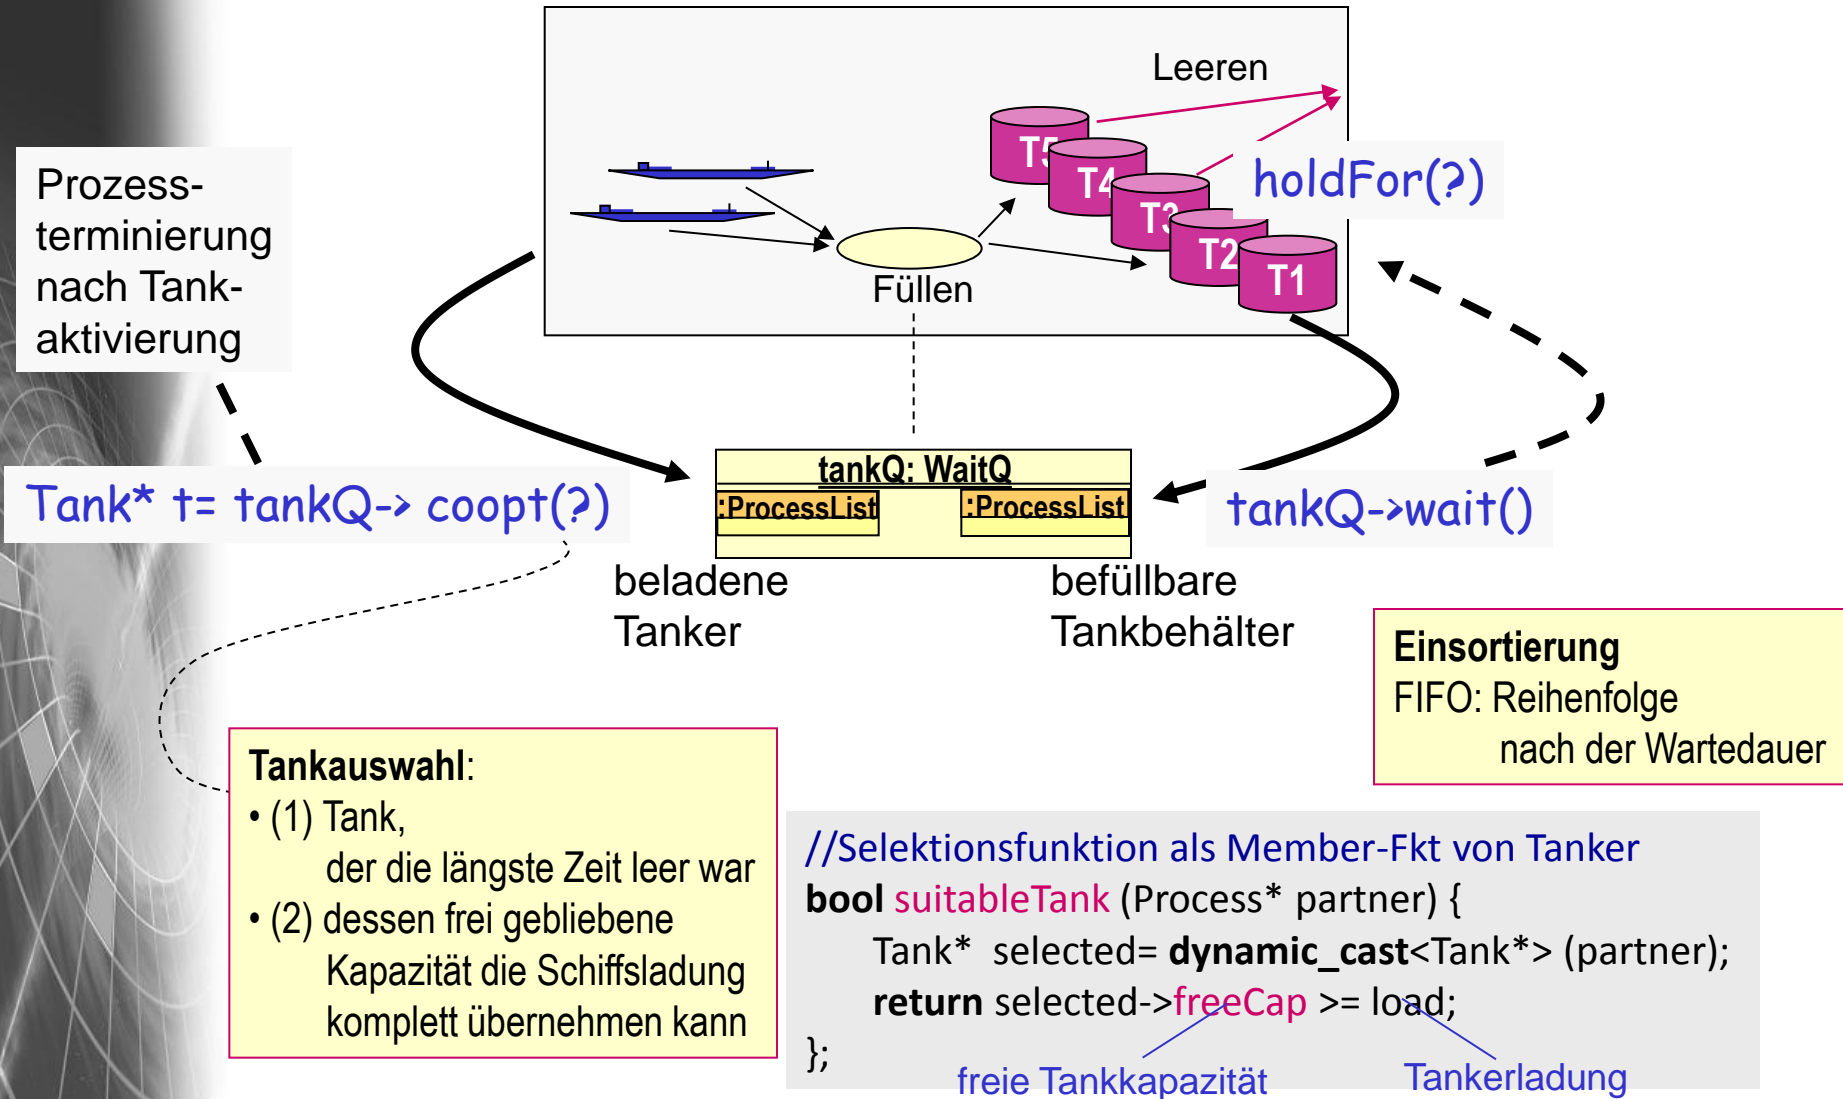 Leeren
T5
T4
T3
T2
T1
holdFor(?)
Füllen
Prozess-
terminierung
nach Tank-
aktivierung
Tank* t= tankQ-> coopt(?)
tankQ: WaitQ
:ProcessList
:ProcessList
tankQ->wait()
beladene
Tanker
befüllbare
Tankbehälter
Einsortierung
FIFO: Reihenfolge
nach der Wartedauer
Tankauswahl:
• (1) Tank,
der die längste Zeit leer war
• (2) dessen frei gebliebene
Kapazität die Schiffsladung
komplett übernehmen kann
//Selektionsfunktion als Member-Fkt von Tanker
bool suitableTank (Process* partner) {
Tank* selected= dynamic_cast<Tank*> (partner);
return selected->freeCap >= load;
};
freie Tankkapazität
Tankerladung